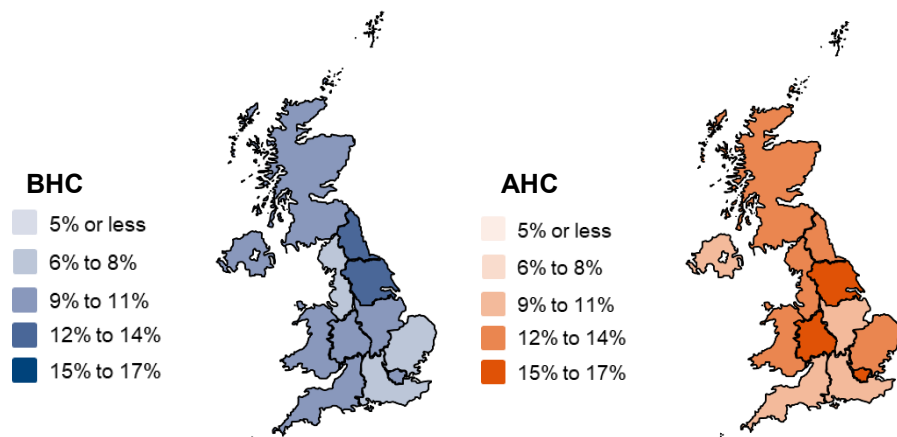 BHC
5% or less
6% to 8%
9% to 11%
12% to 14%
15% to 17%
AHC
5% or less
6% to 8%
9% to 11%
12% to 14%
15% to 17%